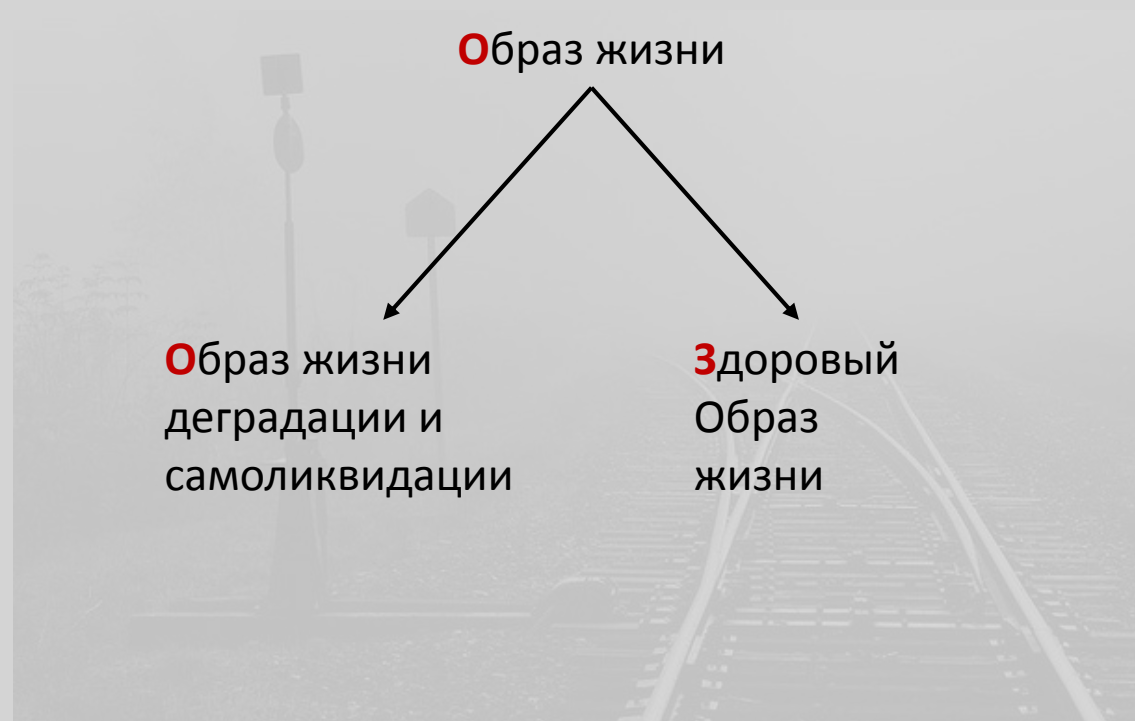 Образ жизни
Образ жизни
деградации и
самоликвидации
Здоровый
Образ
жизни